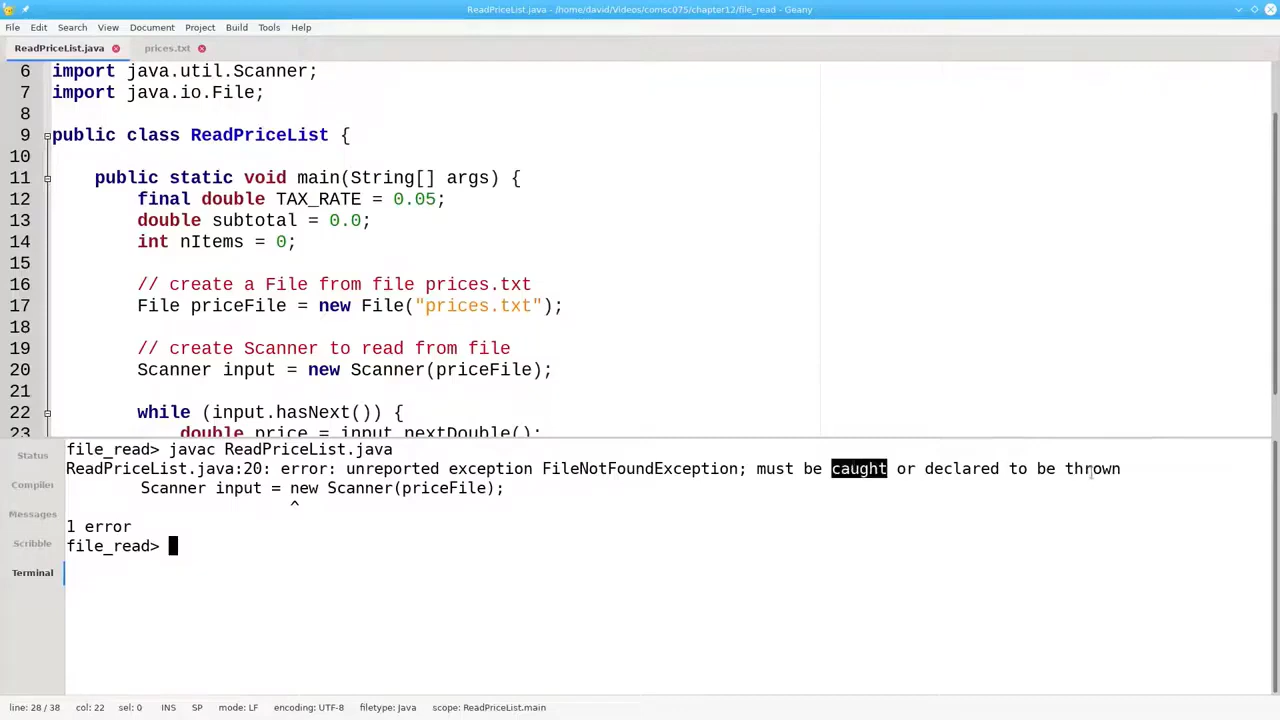 ReadPriceList.java - /home/david/Videos/comsc075/chapter12/file_read - Geany
File Edit Search View Document Project Build Tools Help
ReadPriceList.java prices.txt
6 import java.util.Scanner;
7 import java.io.File;
8
9 public class ReadPriceList {
10
11 public static void main(String[] args) {
12 final double TAX_RATE = 0.05;
13 double subtotal = 0.0;
14 int nItems = 0;
15
16 // create a File from file prices.txt
17 File priceFile = new File("prices.txt");
18
19 // create Scanner to read from file
20 Scanner input = new Scanner(priceFile);
21
22 while (input.hasNext()) {
23 double price = input.nextDouble();
Status
Compiler
Messages
Scribble
Terminal
file_read> javac ReadPriceList.java
ReadPriceList.java:20: error: unreported exception FileNotFoundException; must be caught or declared to be thrown
Scanner input = new Scanner(priceFile);
^
1 error
file_read>
line: 28 / 38 col: 22 sel: 0 INS SP mode: LF encoding: UTF-8 filetype: Java scope: ReadPriceList.main